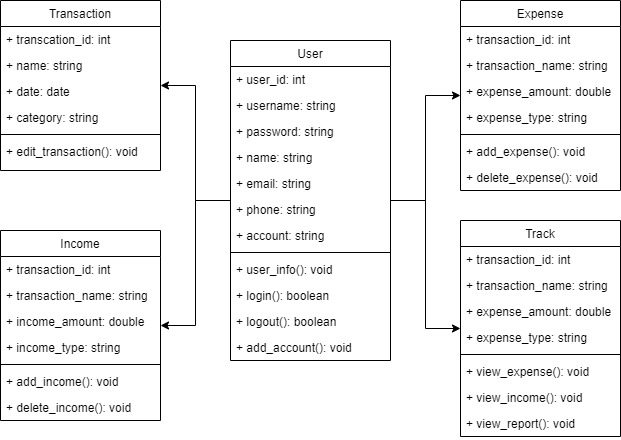 Transaction
+ transcation_id: int
+ name: string
+ date: date
+ category: string
+ edit_transaction(): void
User
+ user_id: int
+ username: string
+ password: string
+ name: string
+ email: string
+ phone: string
+ account: string
+ user_info(): void
+ login(): boolean
+ logout(): boolean
+ add_account(): void
Expense
+ transaction_id: int
+ transaction_name: string
+ expense_amount: double
+ expense_type: string
+ add_expense(): void
+ delete_expense(): void
Income
+ transaction_id: int
+ transaction_name: string
+ income_amount: double
+ income_type: string
+ add_income(): void
+ delete_income(): void
Track
+ transaction_id: int
+ transaction_name: string
+ expense_amount: double
+ expense_type: string
+ view_expense(): void
+ view_income(): void
+ view_report(): void